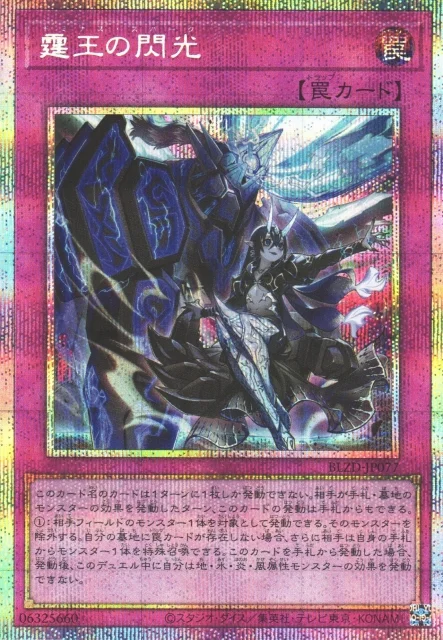 霆王の閃光
罠
【罠カード】
BLZD-JP077
このカード名のカードは1ターンに1枚しか発動できない。相手が手札・墓地の
モンスターの効果を発動したターン、このカードの発動は手札からもできる。
①:相手フィールドのモンスター1体を対象として発動できる。そのモンスターを
除外する。自分の墓地に罠カードが存在しない場合、さらに相手は自身の手札
からモンスター1体を特殊召喚できる。このカードを手札から発動した場合、
発動後、このデュエル中に自分は地・水・炎・風属性モンスターの効果を発動
できない。
06325660 ©スタジオ・ダイス/集英社・テレビ東京・KONAMI